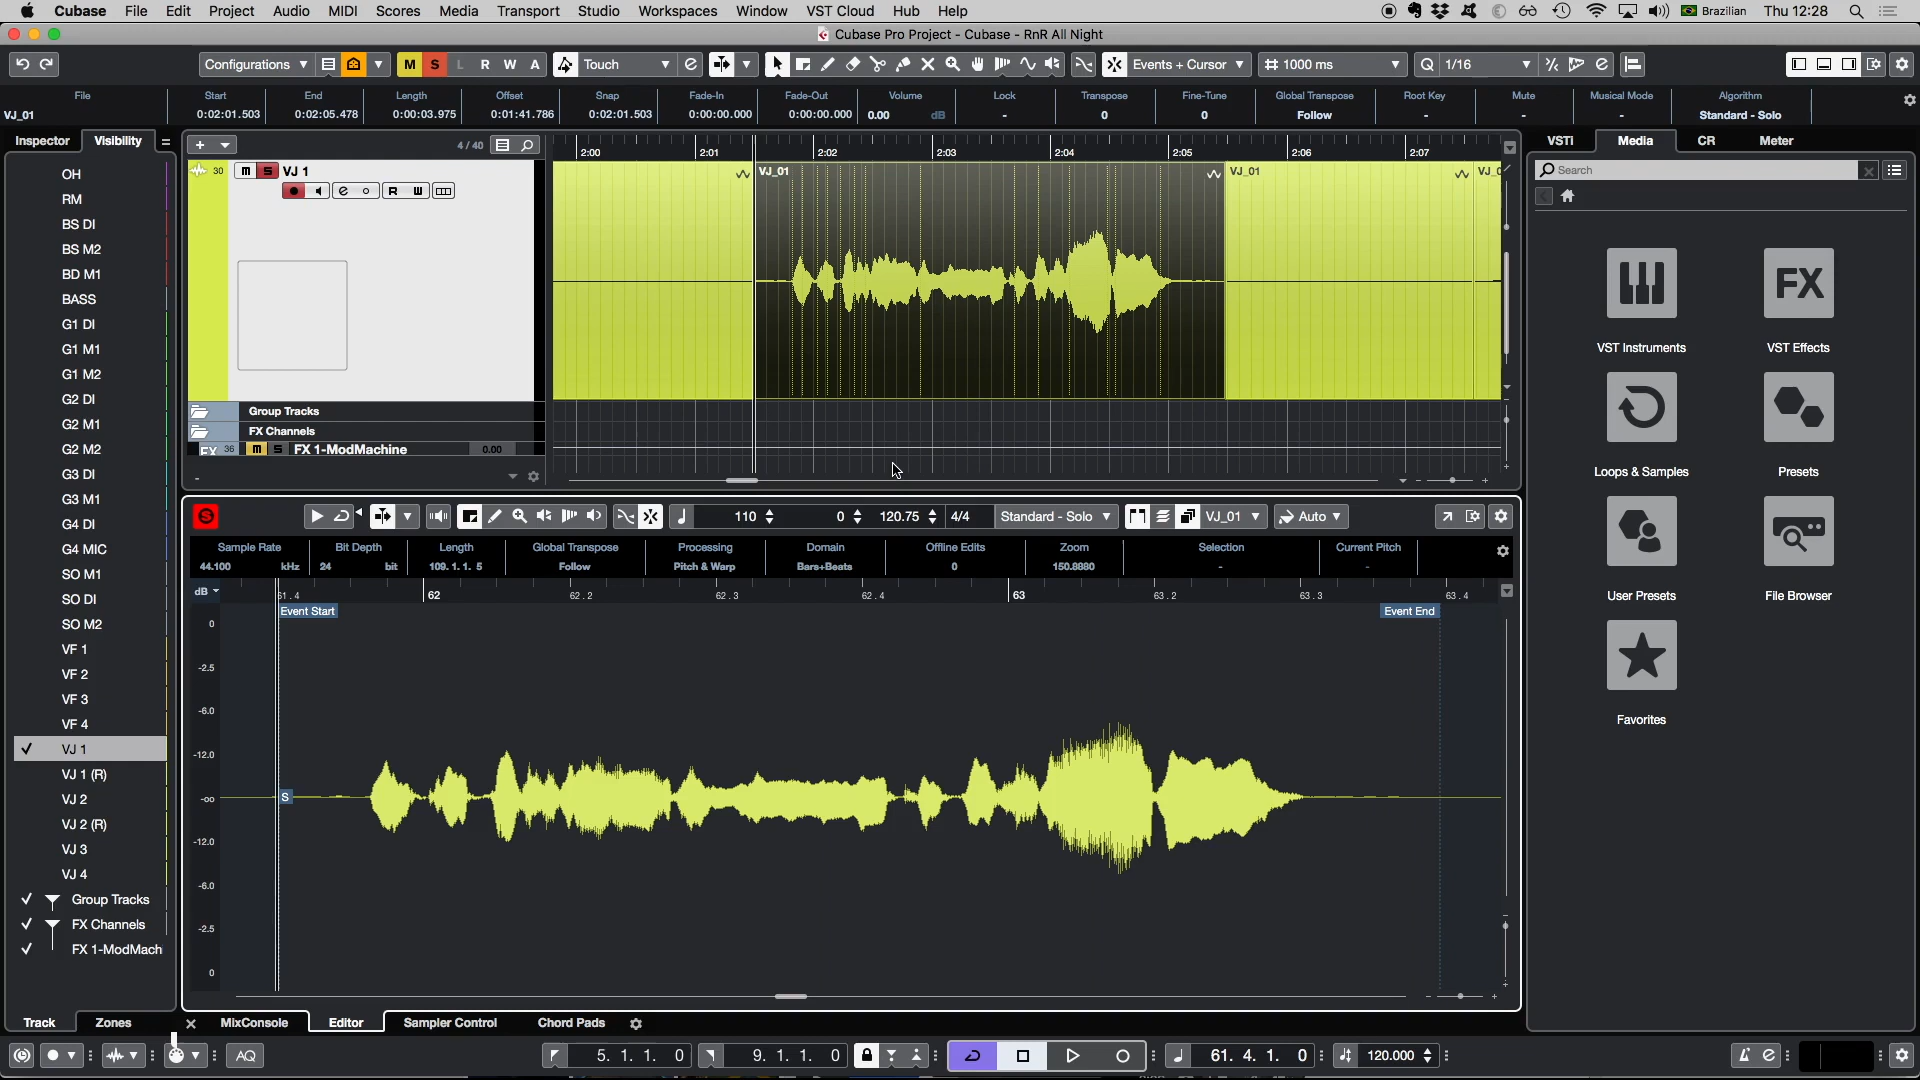 Cubase File Edit Project Audio MIDI Scores Media Transport Studio Workspaces Window VST Cloud Hub Help Brazilian Thu 12:28
Cubase Pro Project - Cubase - RnR All Night
Configurations M S L R W A Touch Events + Cursor 1000 ms Q 1/16
File Start End Length Offset Snap Fade-In Fade-Out Volume Lock Transpose Fine-Tune Global Transpose Root Key Mute Musical Mode Algorithm
VJ_01 0:02:01.503 0:02:05.478 0:00:03.975 0:01:41.786 0:02:01.503 0:00:00.000 0:00:00.000 0.00 dB - 0 0 Follow - - - Standard - Solo
Inspector Visibility
4 / 40
2:00 2:01 2:02 2:03 2:04 2:05 2:06 2:07
VSTi Media CR Meter
Search
30 m S VJ 1
R W
VJ_01 VJ_01
Group Tracks
FX Channels
FX 36 m S FX 1-ModMachine 0.00
OH
RM
BS DI
BS M2
BD M1
BASS
G1 DI
G1 M1
G1 M2
G2 DI
G2 M1
G2 M2
G3 DI
G3 M1
G4 DI
G4 MIC
SO M1
SO DI
SO M2
VF 1
VF 2
VF 3
VF 4
VJ 1
VJ 1 (R)
VJ 2
VJ 2 (R)
VJ 3
VJ 4
Group Tracks
FX Channels
FX 1-ModMachi
S 110 0 120.75 4/4 Standard - Solo VJ_01 Auto
Sample Rate Bit Depth Length Global Transpose Processing Domain Offline Edits Zoom Selection Current Pitch
44.100 kHz 24 bit 109. 1. 1. 5 Follow Pitch & Warp Bars+Beats 0 150.8880 - -
dB 61. 4 62 62. 2 62. 3 62. 4 63 63. 2 63. 3 63. 4
Event Start Event End
0
-2.5
-6.0
-12.0
-oo
-12.0
-6.0
-2.5
0
S
FX
VST Instruments VST Effects
Loops & Samples Presets
User Presets File Browser
Favorites
Track Zones MixConsole Editor Sampler Control Chord Pads
AQ 5. 1. 1. 0 9. 1. 1. 0 61. 4. 1. 0 120.000